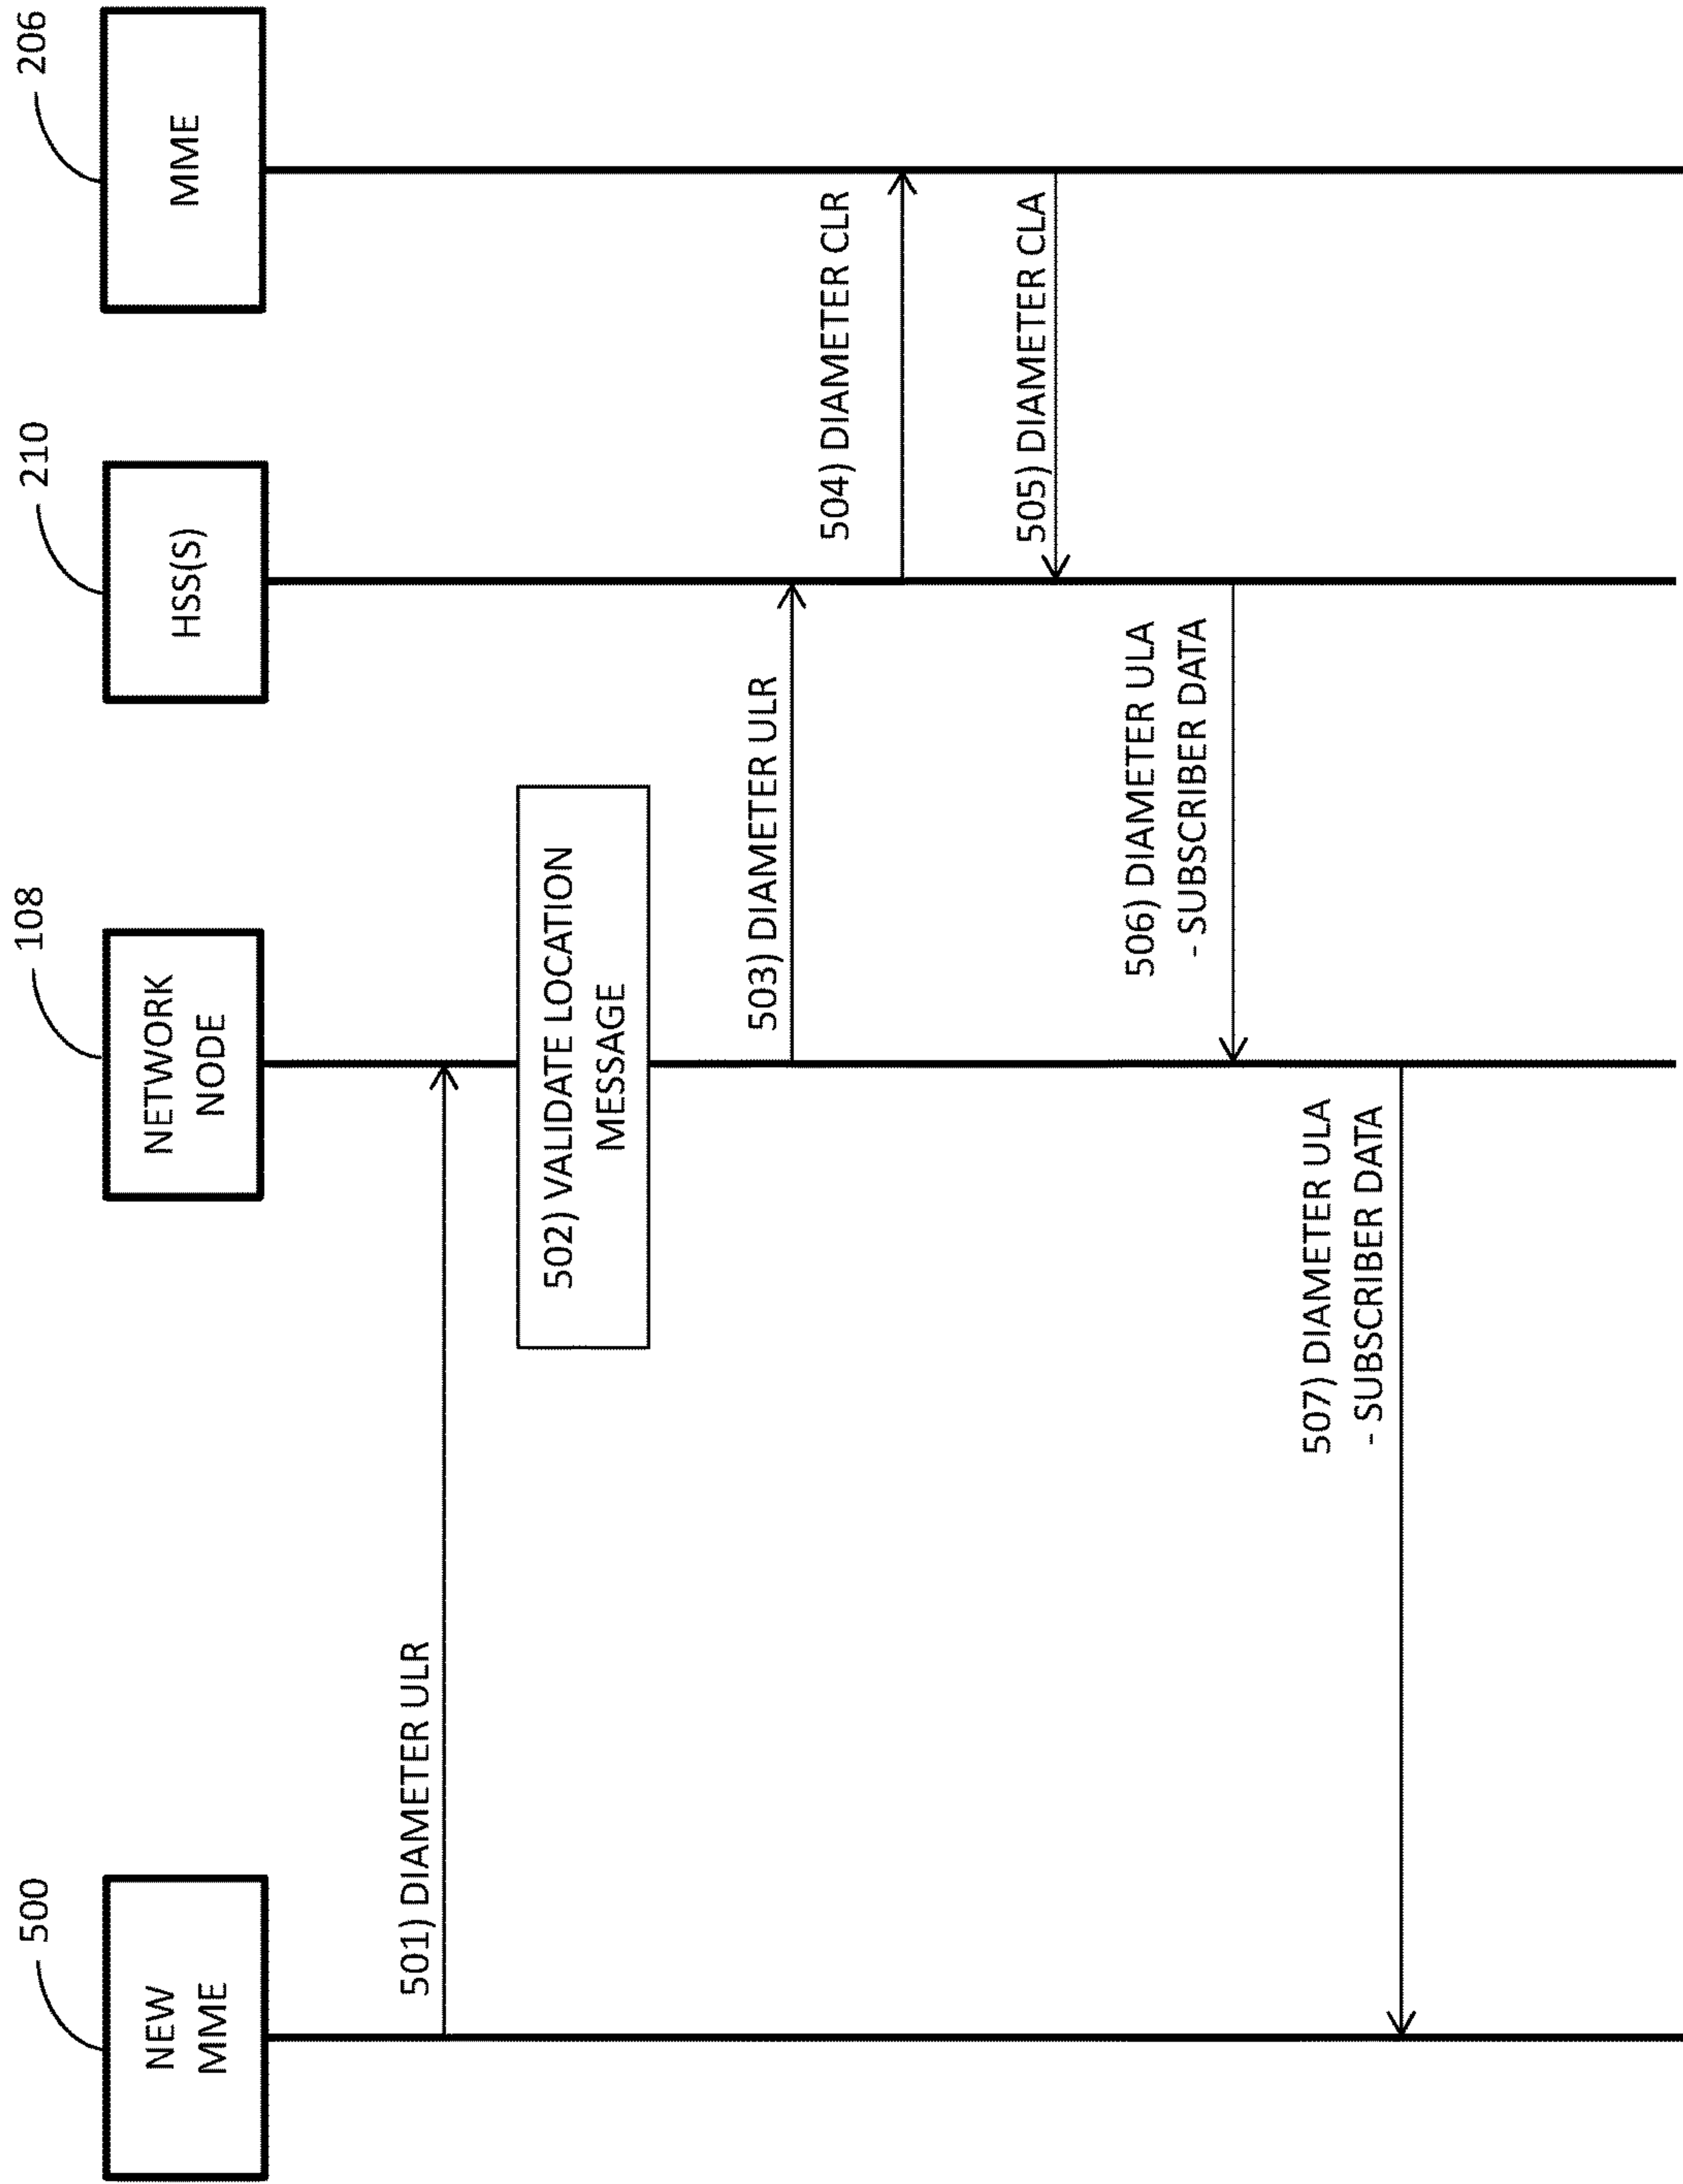 500
108
210
206
NEW
MME
NETWORK
NODE
HSS(S)
MME
501) DIAMETER ULR
502) VALIDATE LOCATION
MESSAGE
503) DIAMETER ULR
504) DIAMETER CLR
505) DIAMETER CLA
506) DIAMETER ULA
- SUBSCRIBER DATA
507) DIAMETER ULA
- SUBSCRIBER DATA